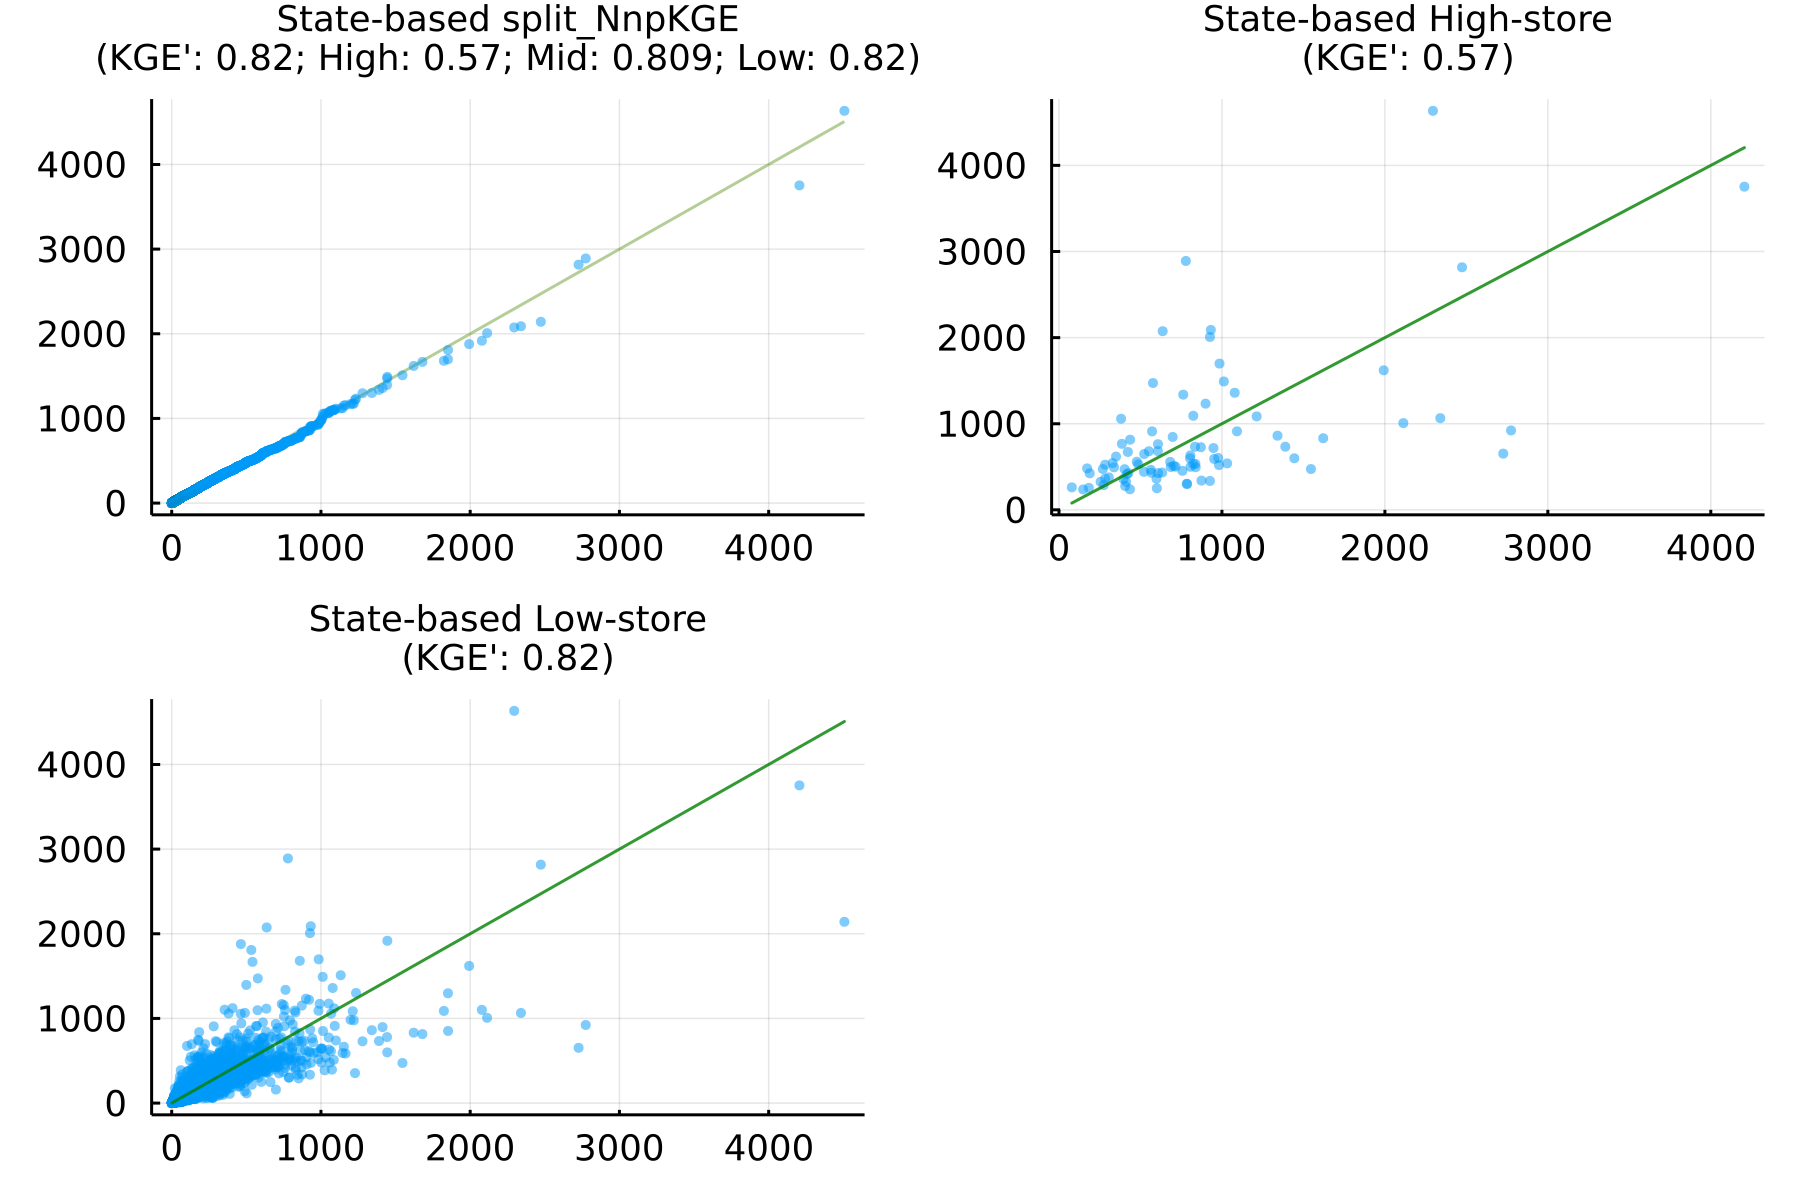 State-based split_NnpKGE
(KGE': 0.82; High: 0.57; Mid: 0.809; Low: 0.82)
4000
3000
2000
1000
0
0 1000 2000 3000 4000
State-based High-store
(KGE': 0.57)
4000
3000
2000
1000
0
0 1000 2000 3000 4000
State-based Low-store
(KGE': 0.82)
4000
3000
2000
1000
0
0 1000 2000 3000 4000